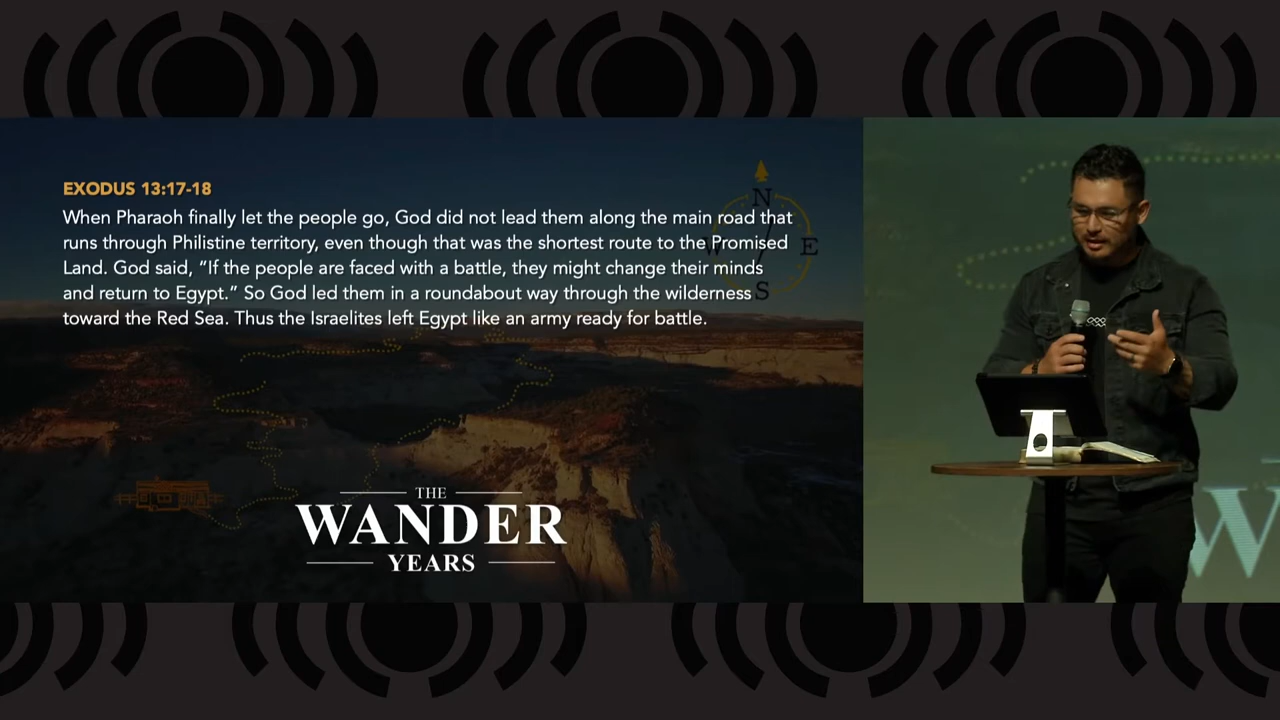 EXODUS 13:17-18
When Pharaoh finally let the people go, God did not lead them along the main road that
runs through Philistine territory, even though that was the shortest route to the Promised
Land. God said, “If the people are faced with a battle, they might change their minds
and return to Egypt.” So God led them in a roundabout way through the wilderness
toward the Red Sea. Thus the Israelites left Egypt like an army ready for battle.
N
W E
S
THE
WANDER
YEARS
W